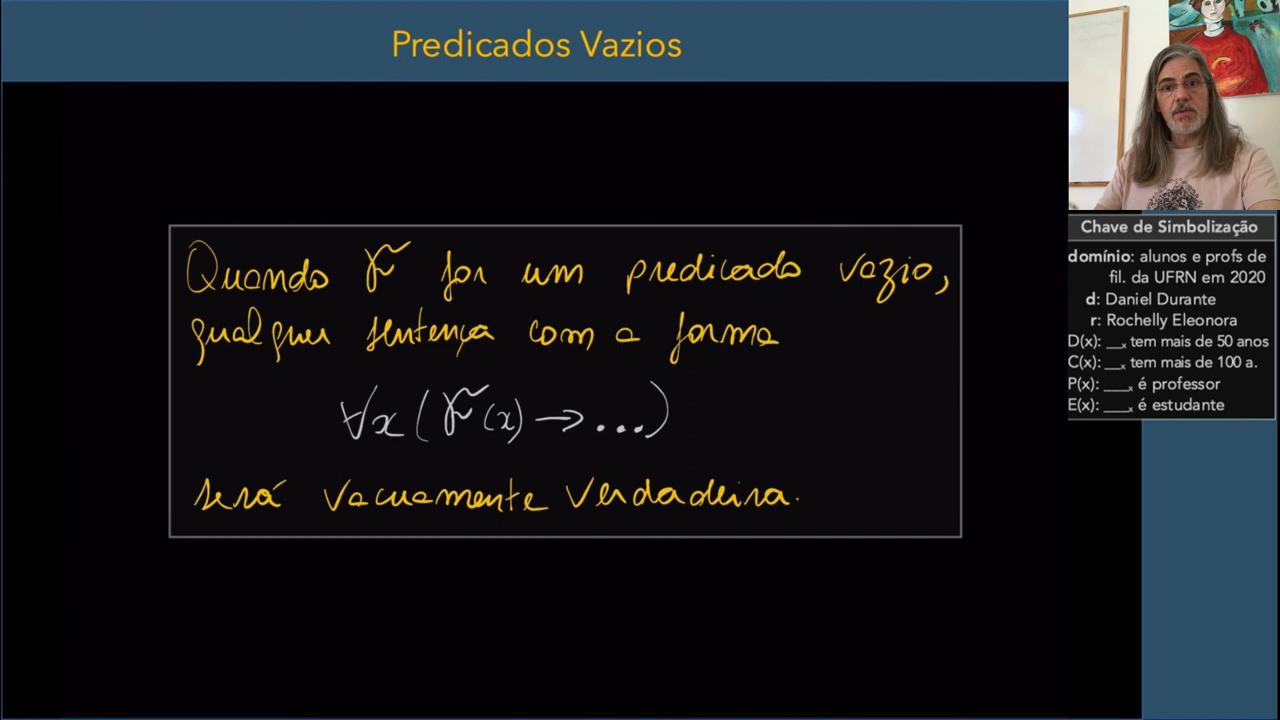 Predicados Vazios
Quando 𝓕 for um predicado vazio,
qualquer sentença com a forma
∀x(𝓕(x)→...)
será vacuamente verdadeira.
Chave de Simbolização
domínio: alunos e profs de
fil. da UFRN em 2020
d: Daniel Durante
r: Rochelly Eleonora
D(x): __ₓ tem mais de 50 anos
C(x): __ₓ tem mais de 100 a.
P(x): ___ₓ é professor
E(x): ___ₓ é estudante